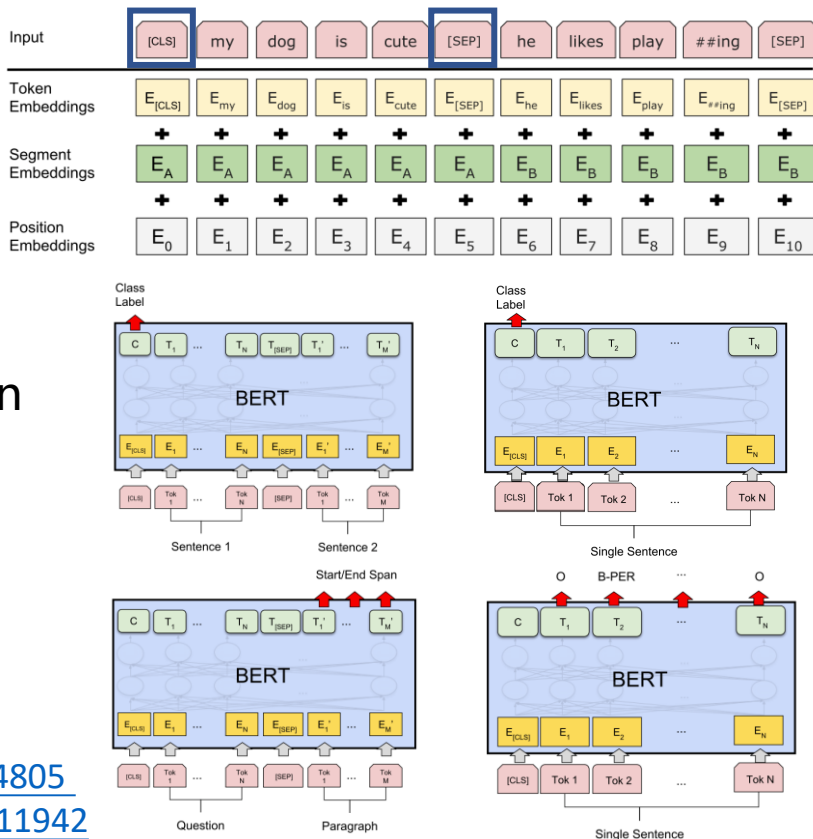 Input [CLS] my dog is cute [SEP] he likes play ##ing [SEP]
Token Embeddings E[CLS] Emy Edog Eis Ecute E[SEP] Ehe Elikes Eplay E##ing E[SEP]
+ + + + + + + + + + +
Segment Embeddings EA EA EA EA EA EA EB EB EB EB EB
+ + + + + + + + + + +
Position Embeddings E0 E1 E2 E3 E4 E5 E6 E7 E8 E9 E10
Class Label
C T1 ... TN T[SEP] T1' ... TM'
BERT
E[CLS] E1 ... EN E[SEP] E1' ... EM'
[CLS] Tok 1 ... Tok N [SEP] Tok 1 ... Tok M
Sentence 1 Sentence 2
Class Label
C T1 T2 ... TN
BERT
E[CLS] E1 E2 ... EN
[CLS] Tok 1 Tok 2 ... Tok N
Single Sentence
n
Start/End Span
C T1 ... TN T[SEP] T1' ... TM'
BERT
E[CLS] E1 ... EN E[SEP] E1' ... EM'
[CLS] Tok 1 ... Tok N [SEP] Tok 1 ... Tok M
Question Paragraph
O B-PER ... O
C T1 T2 ... TN
BERT
E[CLS] E1 E2 ... EN
[CLS] Tok 1 Tok 2 ... Tok N
Single Sentence
4805
11942